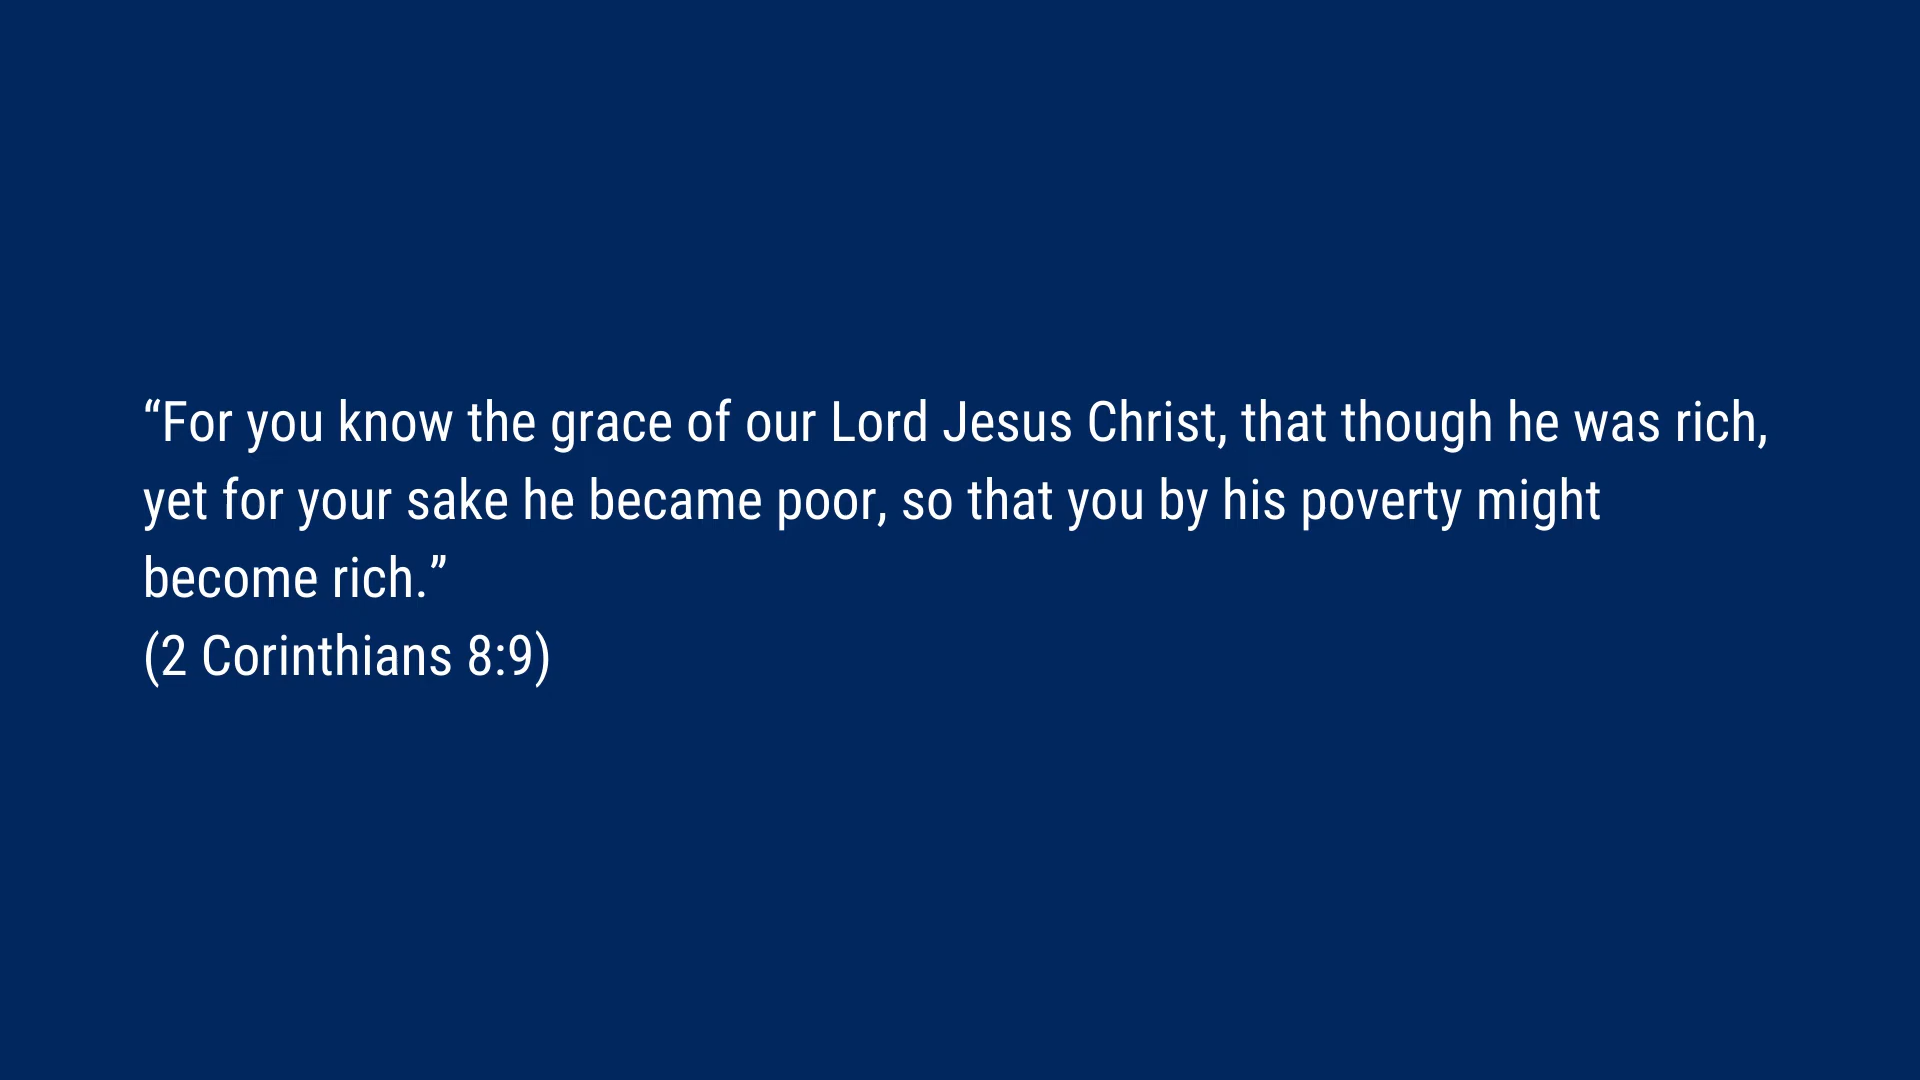 “For you know the grace of our Lord Jesus Christ, that though he was rich,
yet for your sake he became poor, so that you by his poverty might
become rich.”
(2 Corinthians 8:9)